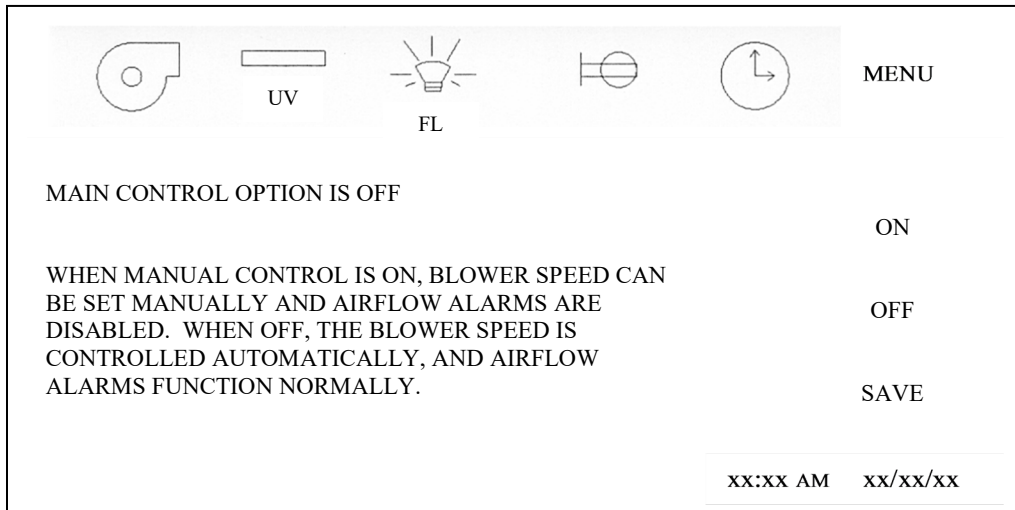 UV
FL
MENU
MAIN CONTROL OPTION IS OFF
ON
WHEN MANUAL CONTROL IS ON, BLOWER SPEED CAN
BE SET MANUALLY AND AIRFLOW ALARMS ARE
DISABLED.  WHEN OFF, THE BLOWER SPEED IS
CONTROLLED AUTOMATICALLY, AND AIRFLOW
ALARMS FUNCTION NORMALLY.
OFF
SAVE
xx:xx AM xx/xx/xx